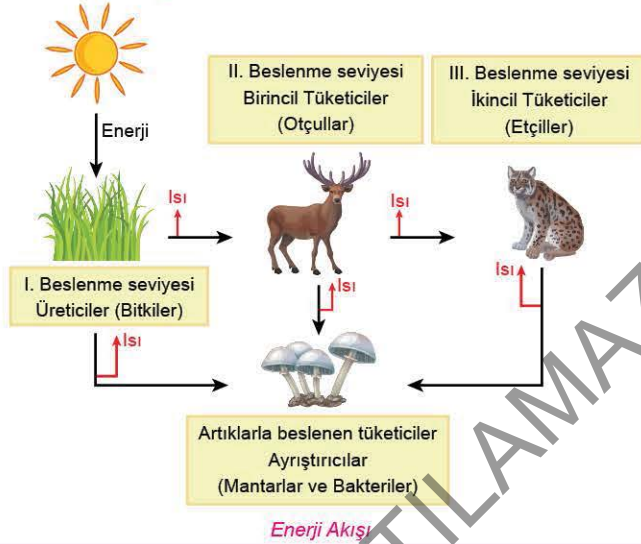 Enerji
II. Beslenme seviyesi
Birincil Tüketiciler
(Otçullar)
III. Beslenme seviyesi
İkincil Tüketiciler
(Etçiller)
Isı
Isı
I. Beslenme seviyesi
Üreticiler (Bitkiler)
Isı
Isı
Isı
Artıklarla beslenen tüketiciler
Ayrıştırıcılar
(Mantarlar ve Bakteriler)
Enerji Akışı
TILAMAZ